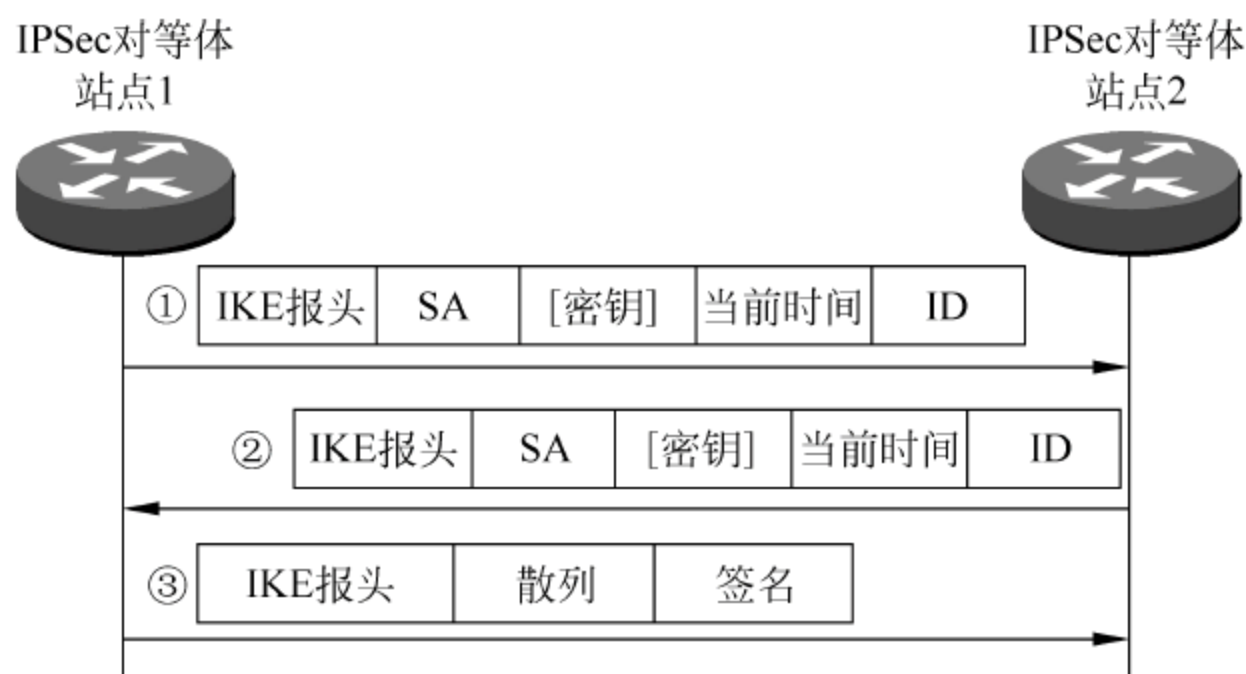 IPSec对等体
站点1
IPSec对等体
站点2
① IKE报头 SA [密钥] 当前时间 ID
② IKE报头 SA [密钥] 当前时间 ID
③ IKE报头 散列 签名